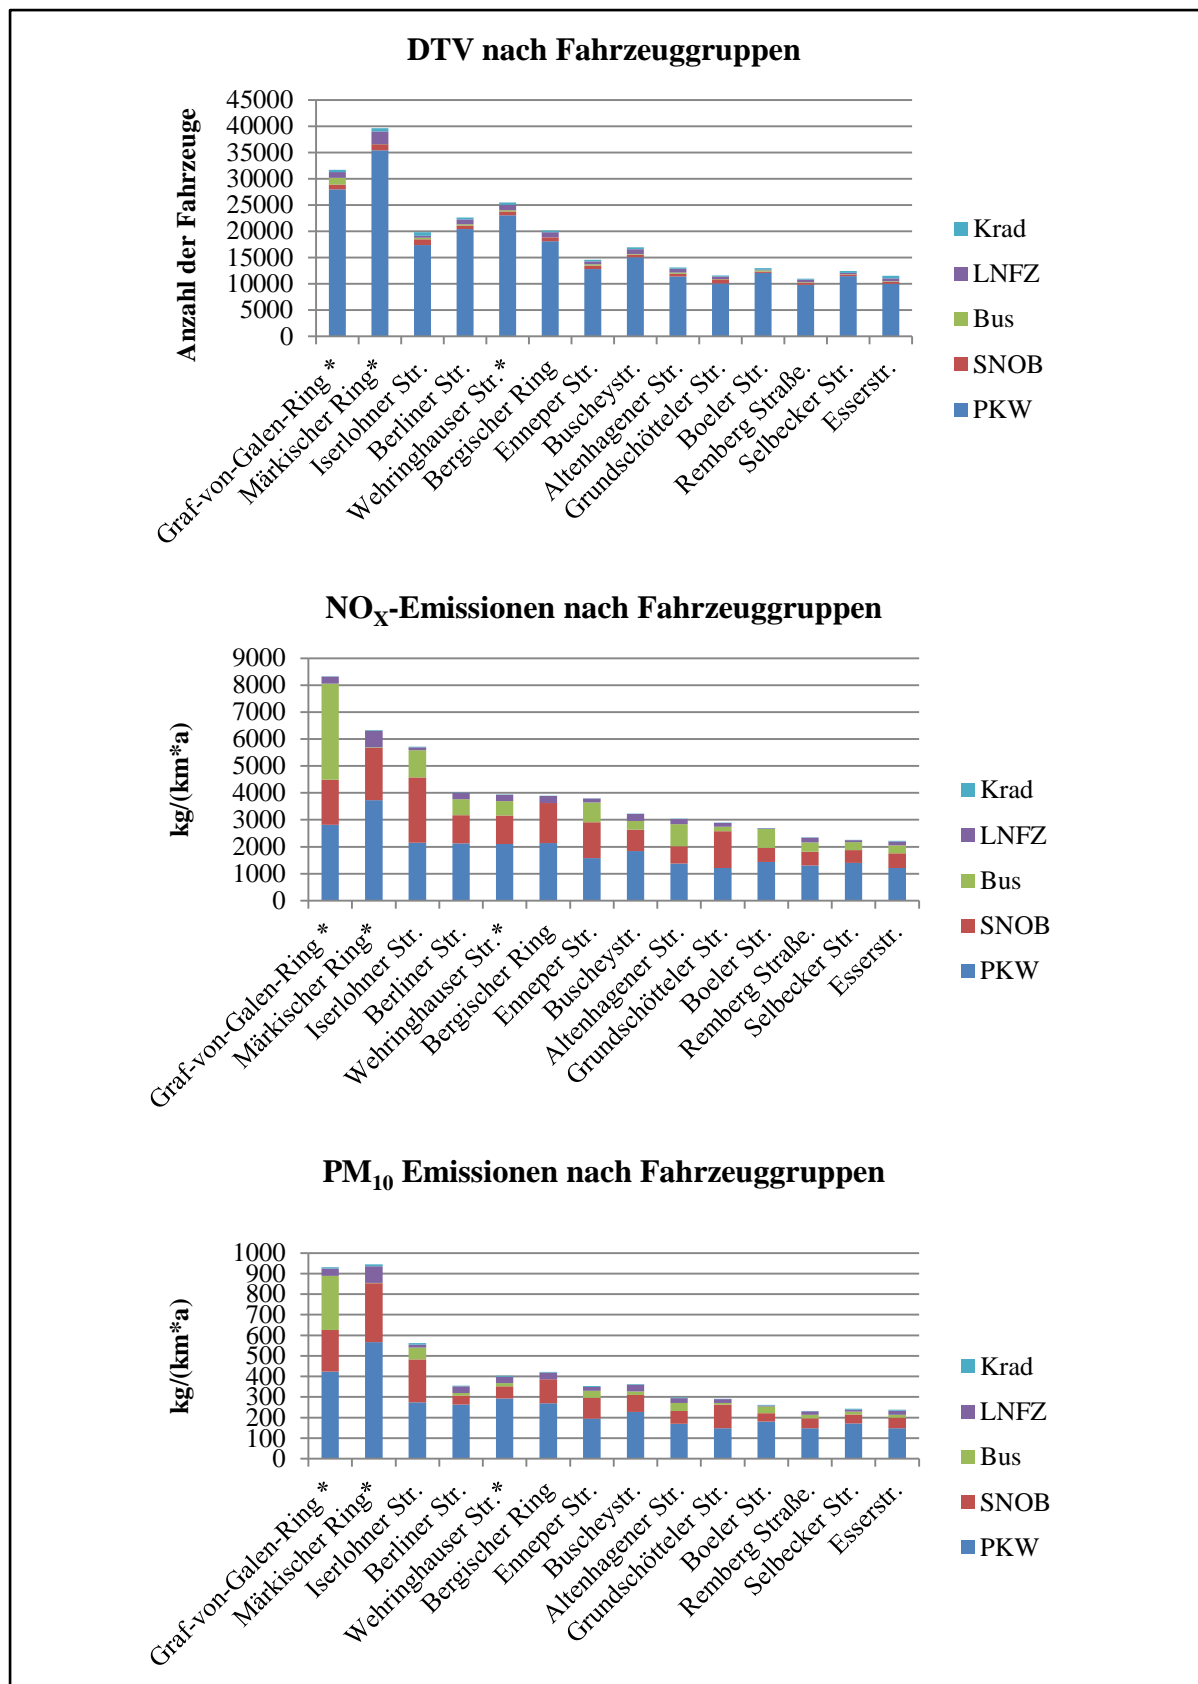 DTV nach Fahrzeuggruppen
Anzahl der Fahrzeuge
45000
40000
35000
30000
25000
20000
15000
10000
5000
0
Graf-von-Galen-Ring *
Märkischer Ring*
Iserlohner Str.
Berliner Str.
Wehringhauser Str.*
Bergischer Ring
Enneper Str.
Buscheystr.
Altenhagener Str.
Grundschötteler Str.
Boeler Str.
Remberg Straße.
Selbecker Str.
Esserstr.
Krad
LNFZ
Bus
SNOB
PKW
NOX-Emissionen nach Fahrzeuggruppen
kg/(km*a)
9000
8000
7000
6000
5000
4000
3000
2000
1000
0
Graf-von-Galen-Ring *
Märkischer Ring*
Iserlohner Str.
Berliner Str.
Wehringhauser Str.*
Bergischer Ring
Enneper Str.
Buscheystr.
Altenhagener Str.
Grundschötteler Str.
Boeler Str.
Remberg Straße.
Selbecker Str.
Esserstr.
Krad
LNFZ
Bus
SNOB
PKW
PM10 Emissionen nach Fahrzeuggruppen
kg/(km*a)
1000
900
800
700
600
500
400
300
200
100
0
Graf-von-Galen-Ring *
Märkischer Ring*
Iserlohner Str.
Berliner Str.
Wehringhauser Str.*
Bergischer Ring
Enneper Str.
Buscheystr.
Altenhagener Str.
Grundschötteler Str.
Boeler Str.
Remberg Straße.
Selbecker Str.
Esserstr.
Krad
LNFZ
Bus
SNOB
PKW